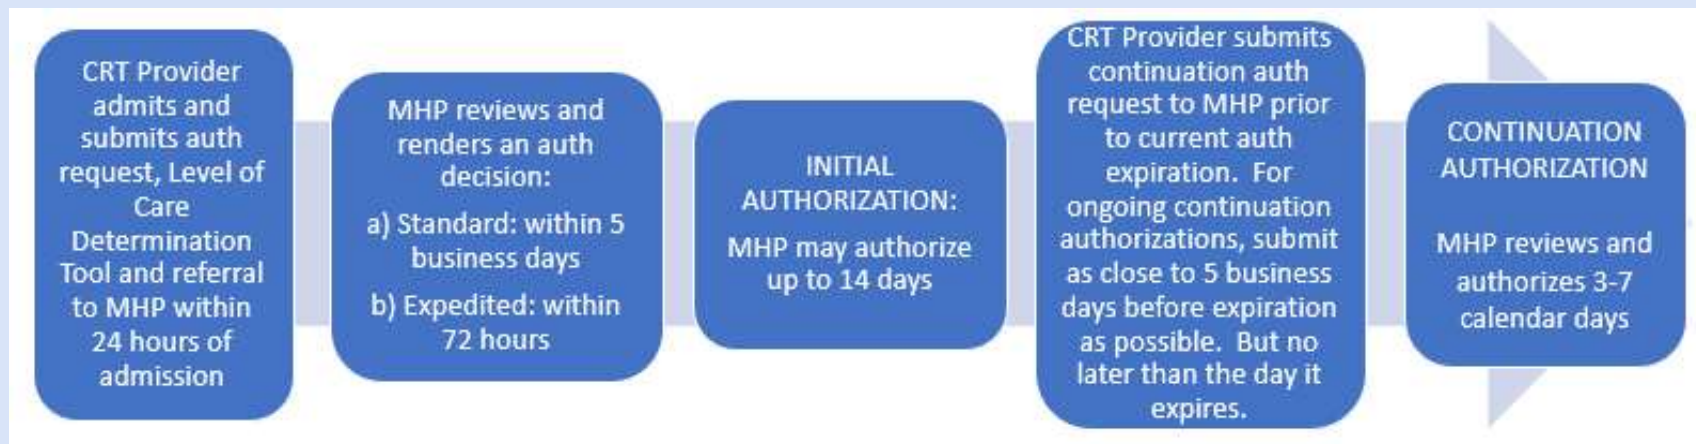 CRT Provider
admits and
submits auth
request, Level of
Care
Determination
Tool and referral
to MHP within
24 hours of
admission
MHP reviews and
renders an auth
decision:
a) Standard: within 5
business days
b) Expedited: within
72 hours
INITIAL
AUTHORIZATION:
MHP may authorize
up to 14 days
CRT Provider submits
continuation auth
request to MHP prior
to current auth
expiration. For
ongoing continuation
authorizations, submit
as close to 5 business
days before expiration
as possible. But no
later than the day it
expires.
CONTINUATION
AUTHORIZATION
MHP reviews and
authorizes 3-7
calendar days